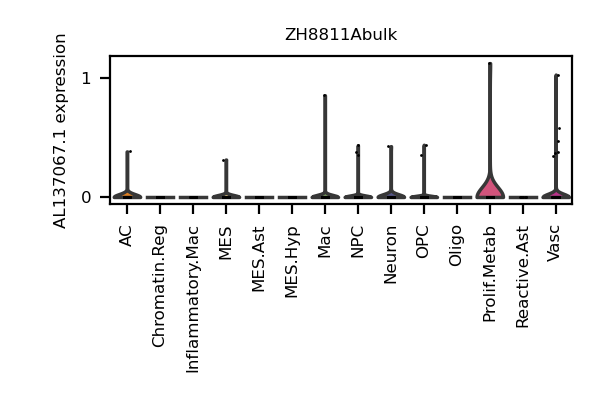 ZH8811Abulk
AL137067.1 expression
1
0
AC
Chromatin.Reg
Inflammatory.Mac
MES
MES.Ast
MES.Hyp
Mac
NPC
Neuron
OPC
Oligo
Prolif.Metab
Reactive.Ast
Vasc